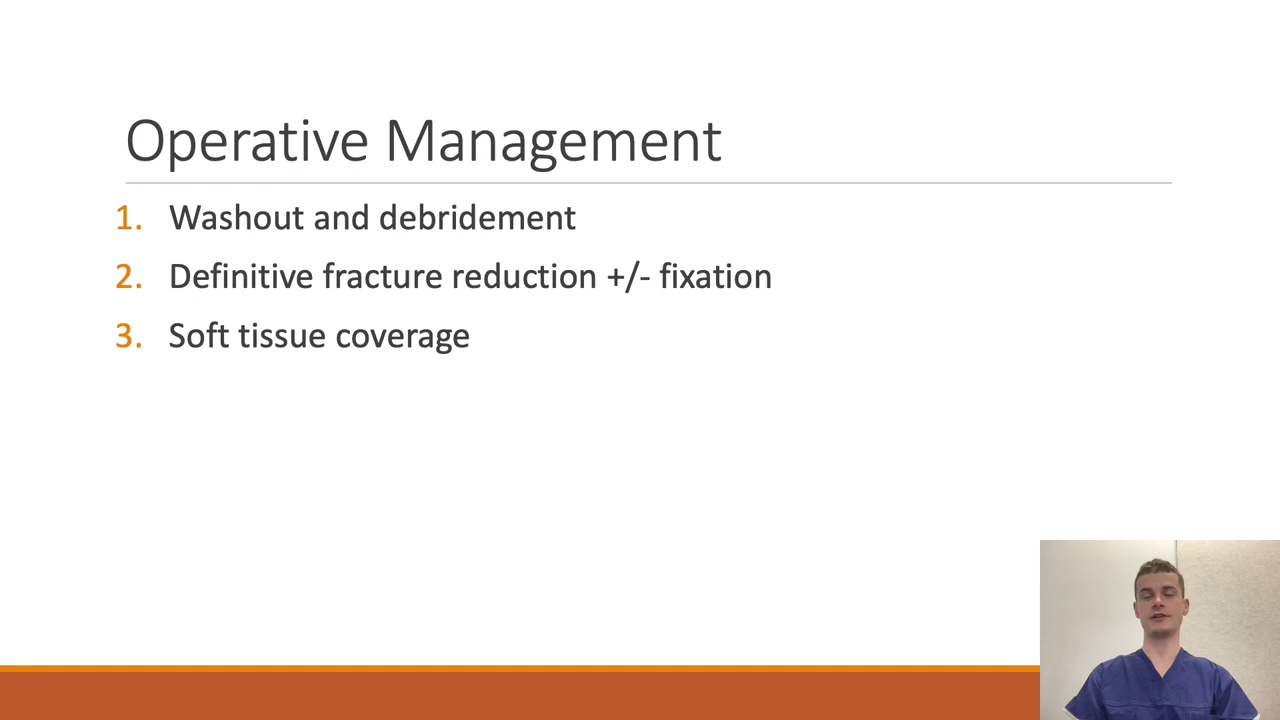 Operative Management
1. Washout and debridement
2. Definitive fracture reduction +/- fixation
3. Soft tissue coverage